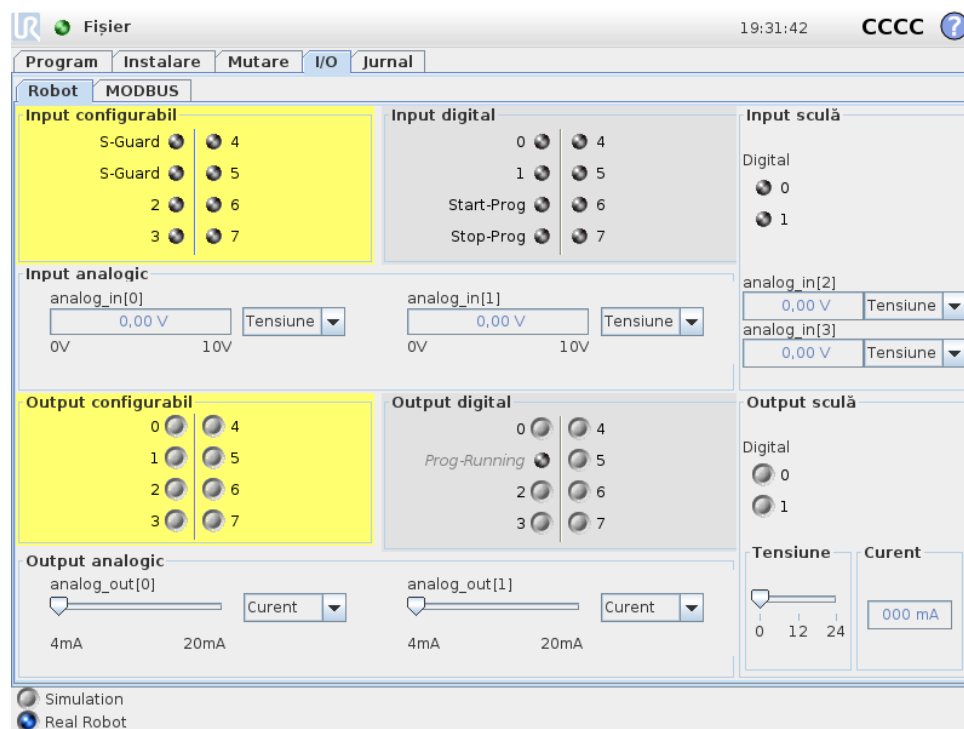 UR Fișier 19:31:42 CCCC ?
Program Instalare Mutare I/O Jurnal
Robot MODBUS
Input configurabil
S-Guard 4
S-Guard 5
2 6
3 7
Input digital
0 4
1 5
Start-Prog 6
Stop-Prog 7
Input sculă
Digital
0
1
Input analogic
analog_in[0]
0,00 V Tensiune
0V 10V
analog_in[1]
0,00 V Tensiune
0V 10V
analog_in[2]
0,00 V Tensiune
analog_in[3]
0,00 V Tensiune
Output configurabil
0 4
1 5
2 6
3 7
Output digital
0 4
Prog-Running 5
2 6
3 7
Output sculă
Digital
0
1
Output analogic
analog_out[0]
Curent
4mA 20mA
analog_out[1]
Curent
4mA 20mA
Tensiune
0 12 24
Curent
000 mA
Simulation
Real Robot